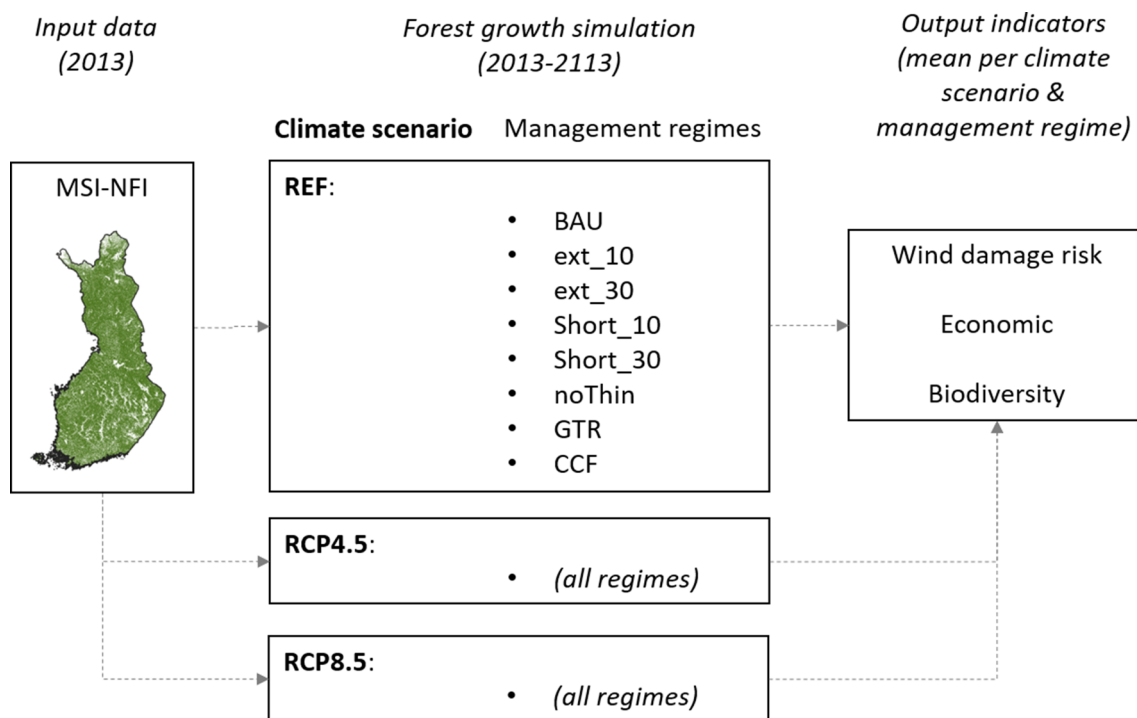 Input data
(2013)
Forest growth simulation
(2013-2113)
Output indicators
(mean per climate
scenario &
management regime)
Climate scenario
Management regimes
MSI-NFI
REF:
• BAU
• ext_10
• ext_30
• Short_10
• Short_30
• noThin
• GTR
• CCF
RCP4.5:
• (all regimes)
RCP8.5:
• (all regimes)
Wind damage risk
Economic
Biodiversity